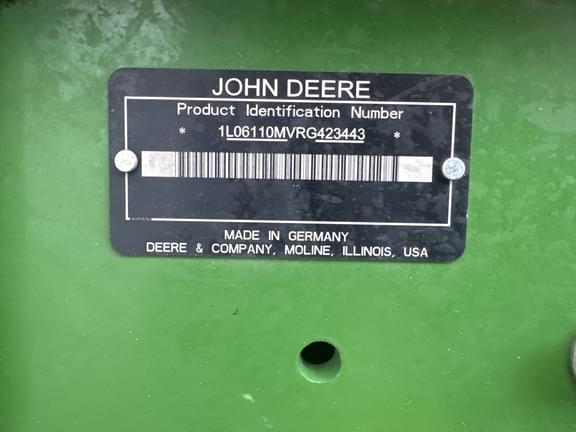 JOHN DEERE
Product Identification Number
* 1L06110MVRG423443 *
MADE IN GERMANY
DEERE & COMPANY, MOLINE, ILLINOIS, USA